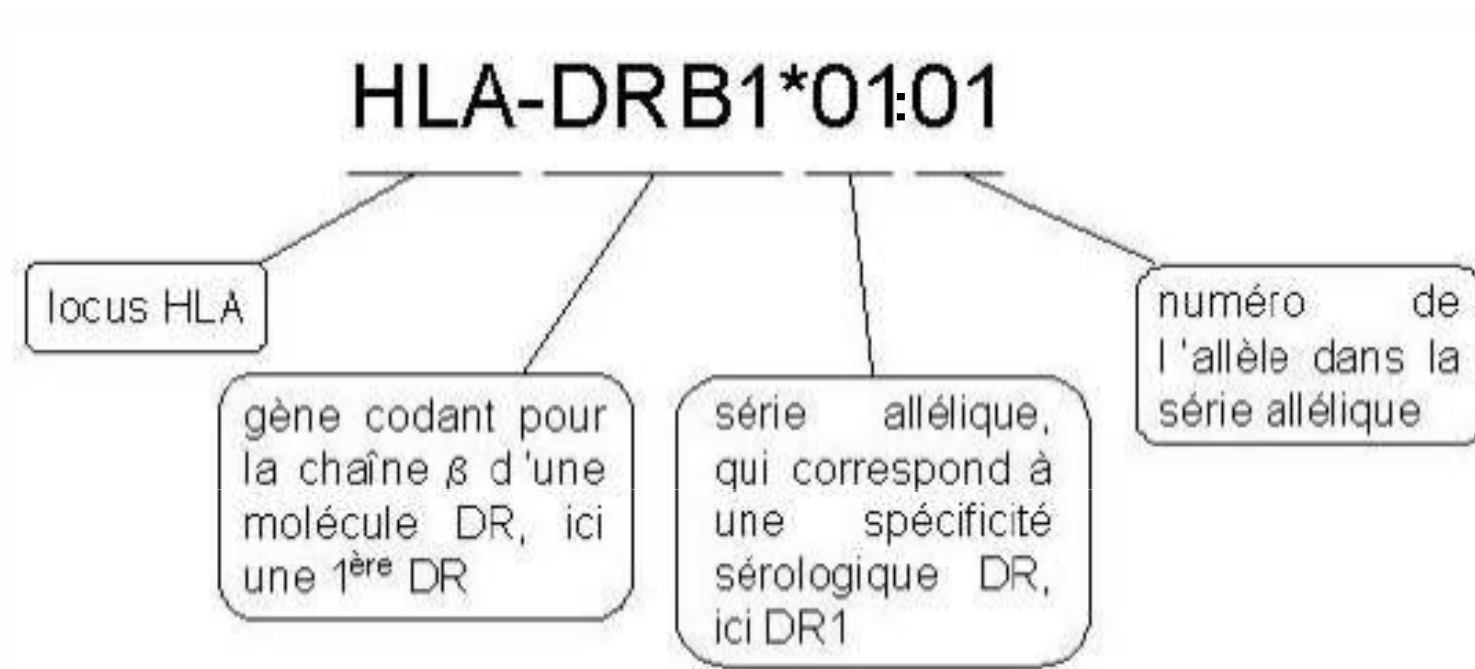 HLA-DRB1*01:01
locus HLA
gène codant pour
la chaîne ß d'une
molécule DR, ici
une 1ère DR
série allélique,
qui correspond à
une spécificité
sérologique DR,
ici DR1
numéro de
l'allèle dans la
série allélique